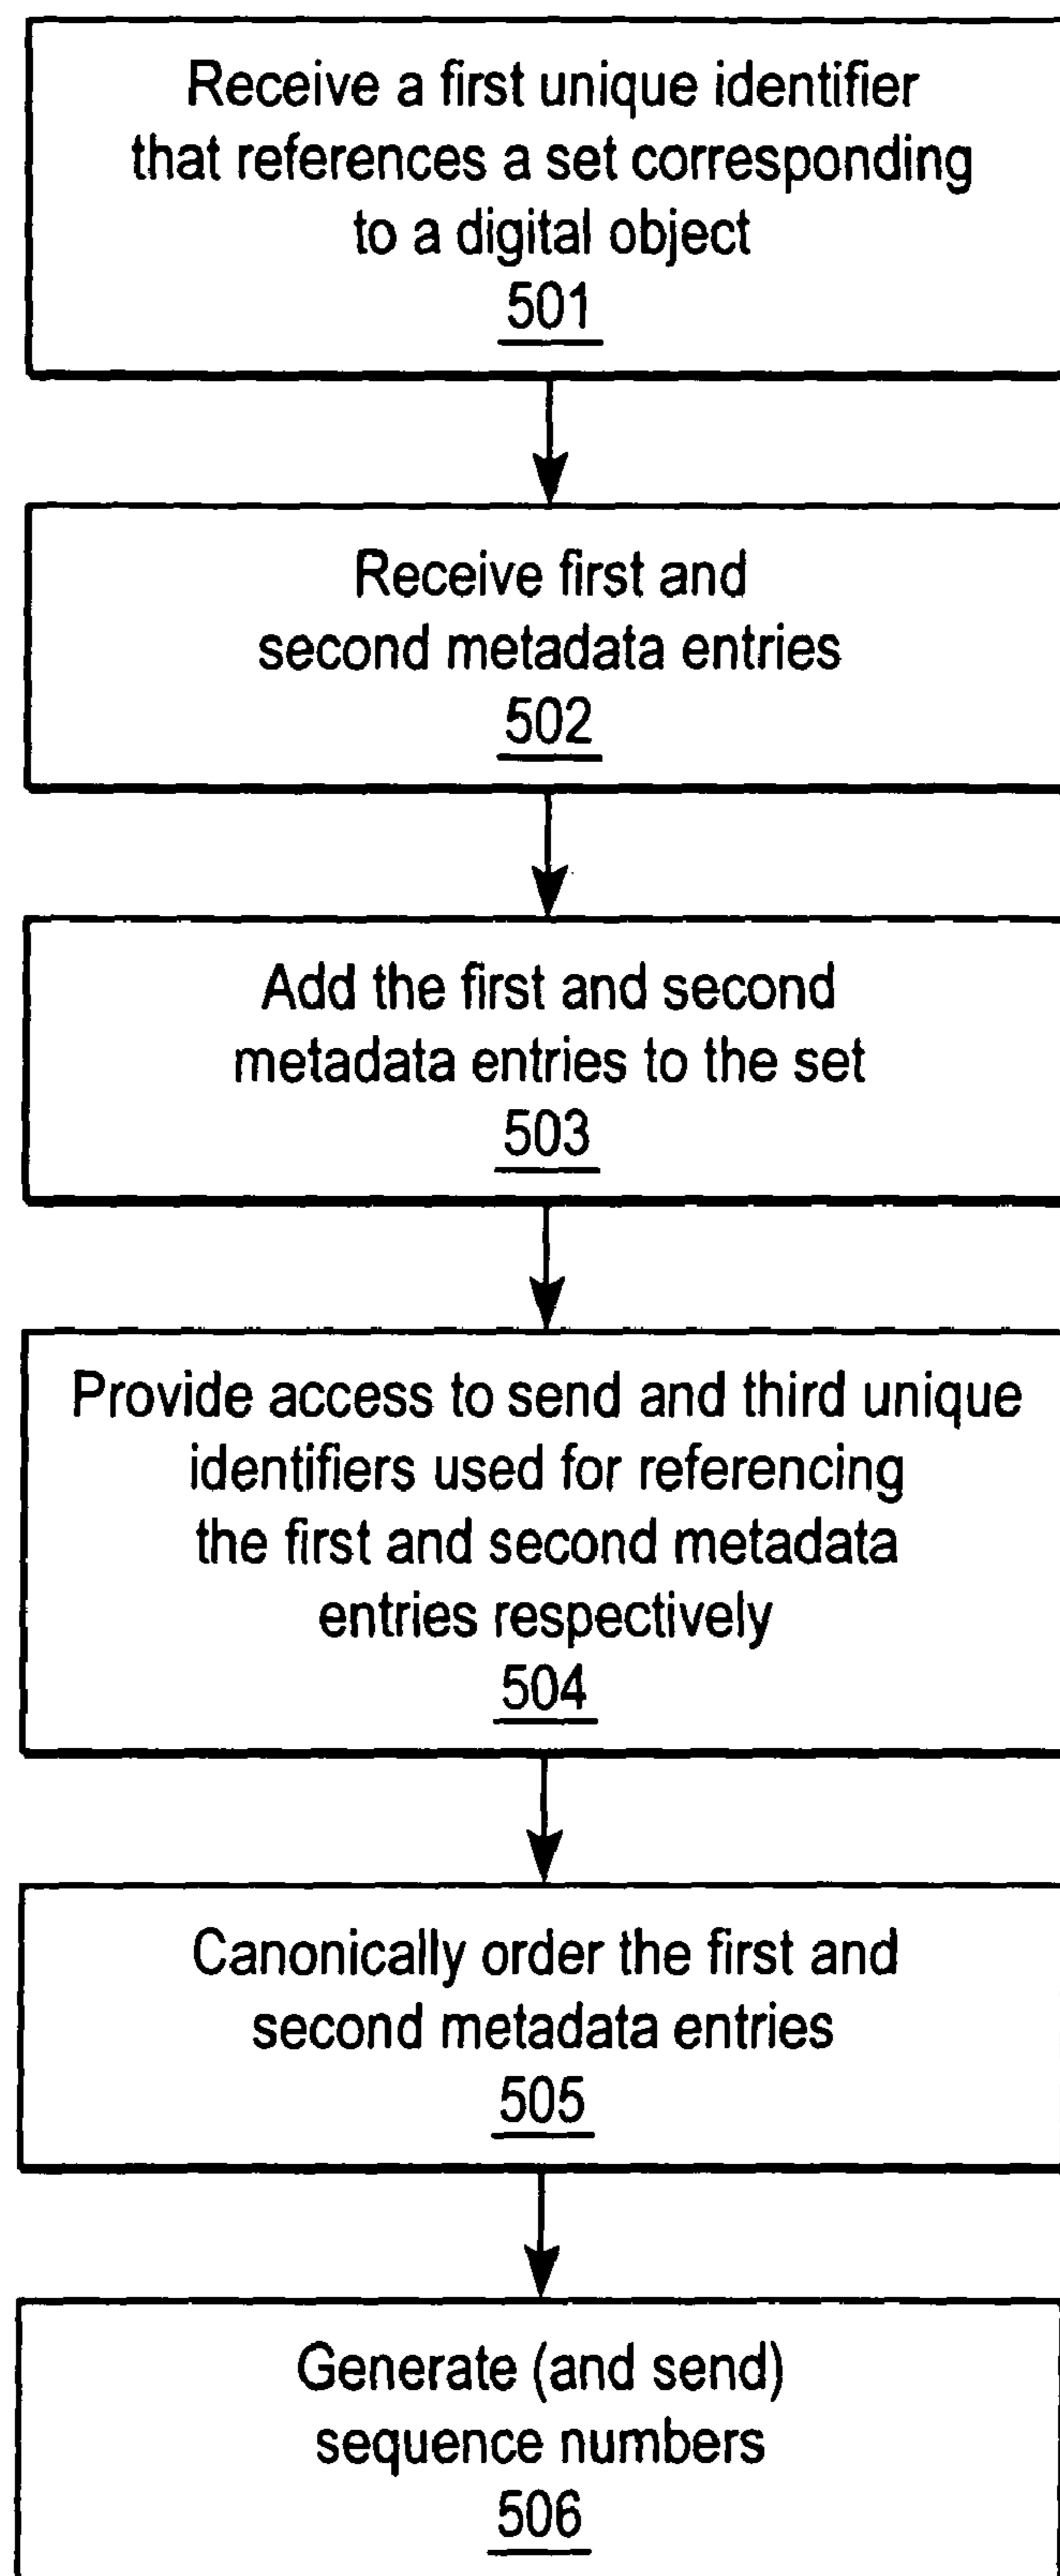 Receive a first unique identifier
that references a set corresponding
to a digital object
501
Receive first and
second metadata entries
502
Add the first and second
metadata entries to the set
503
Provide access to send and third unique
identifiers used for referencing
the first and second metadata
entries respectively
504
Canonically order the first and
second metadata entries
505
Generate (and send)
sequence numbers
506